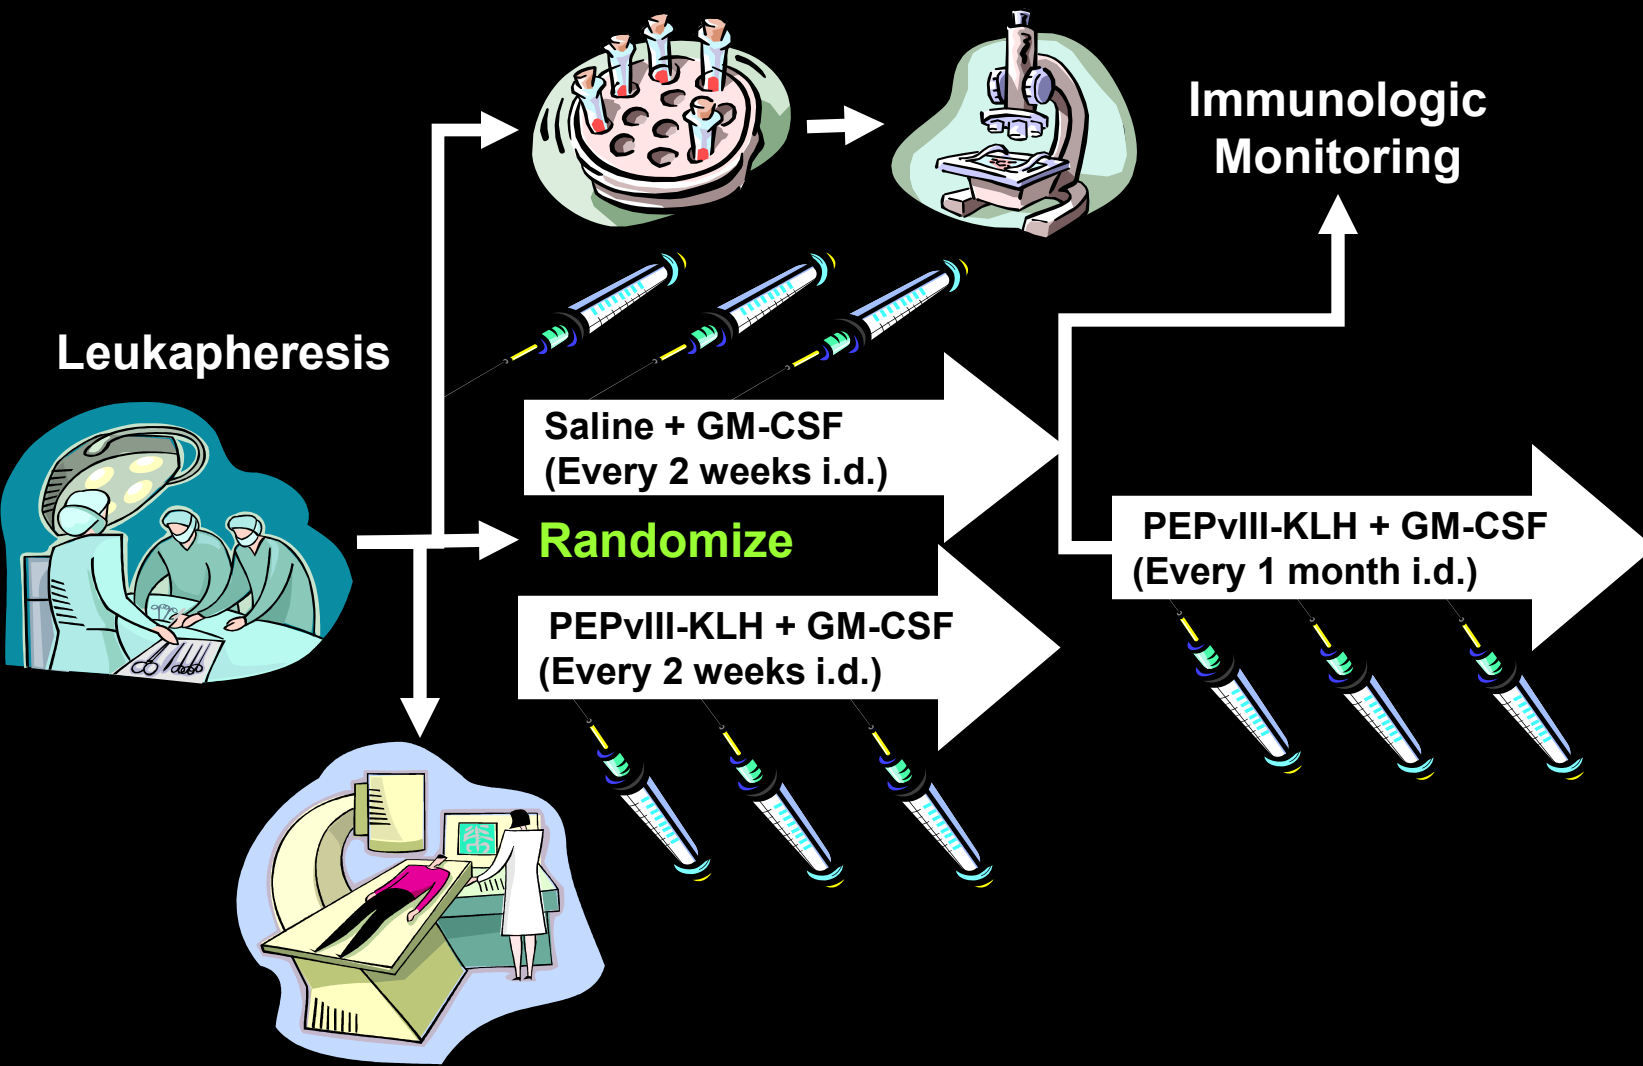 Immunologic
Monitoring
Leukapheresis
Saline + GM-CSF
(Every 2 weeks i.d.)
Randomize
PEPvIII-KLH + GM-CSF
(Every 2 weeks i.d.)
PEPvIII-KLH + GM-CSF
(Every 1 month i.d.)